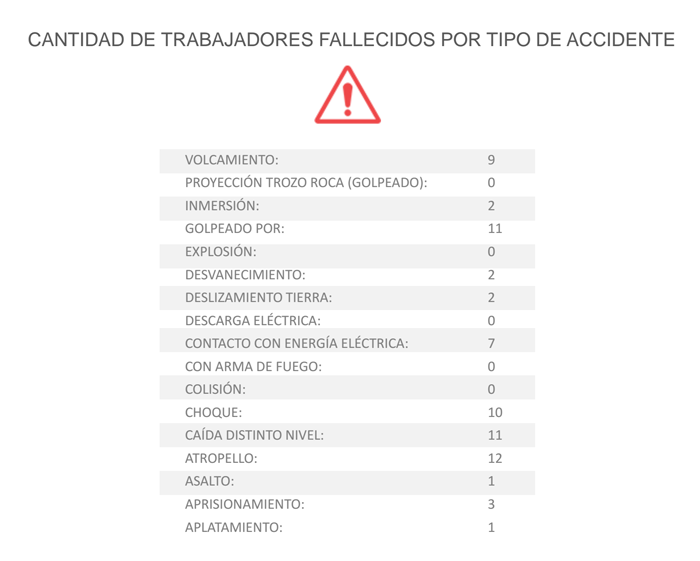 CANTIDAD DE TRABAJADORES FALLECIDOS POR TIPO DE ACCIDENTE
VOLCAMIENTO: 9
PROYECCIÓN TROZO ROCA (GOLPEADO): 0
INMERSIÓN: 2
GOLPEADO POR: 11
EXPLOSIÓN: 0
DESVANECIMIENTO: 2
DESLIZAMIENTO TIERRA: 2
DESCARGA ELÉCTRICA: 0
CONTACTO CON ENERGÍA ELÉCTRICA: 7
CON ARMA DE FUEGO: 0
COLISIÓN: 0
CHOQUE: 10
CAÍDA DISTINTO NIVEL: 11
ATROPELLO: 12
ASALTO: 1
APRISIONAMIENTO: 3
APLATAMIENTO: 1